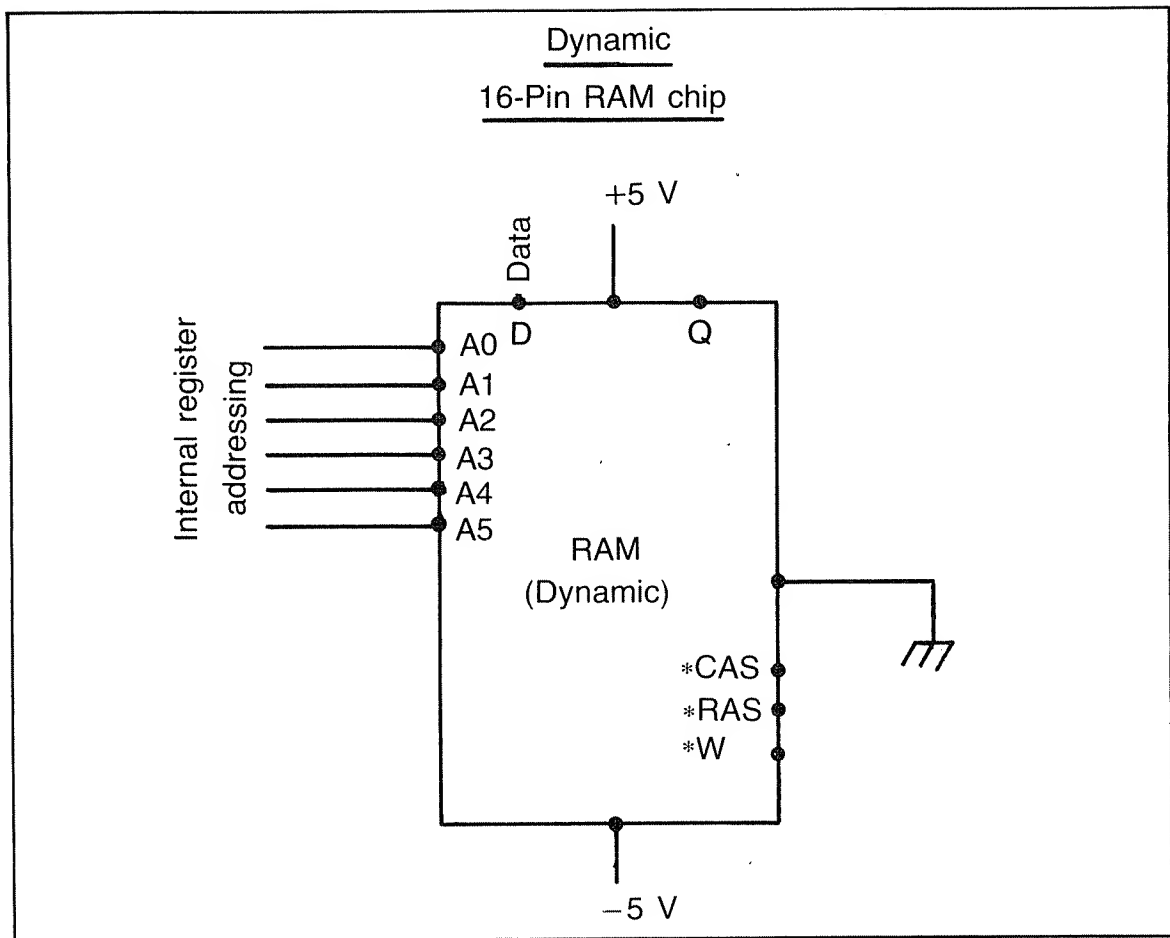 Dynamic
16-Pin RAM chip
+5 V
Data
D
Q
Internal register
addressing
A0
A1
A2
A3
A4
A5
RAM
(Dynamic)
*CAS
*RAS
*W
−5 V